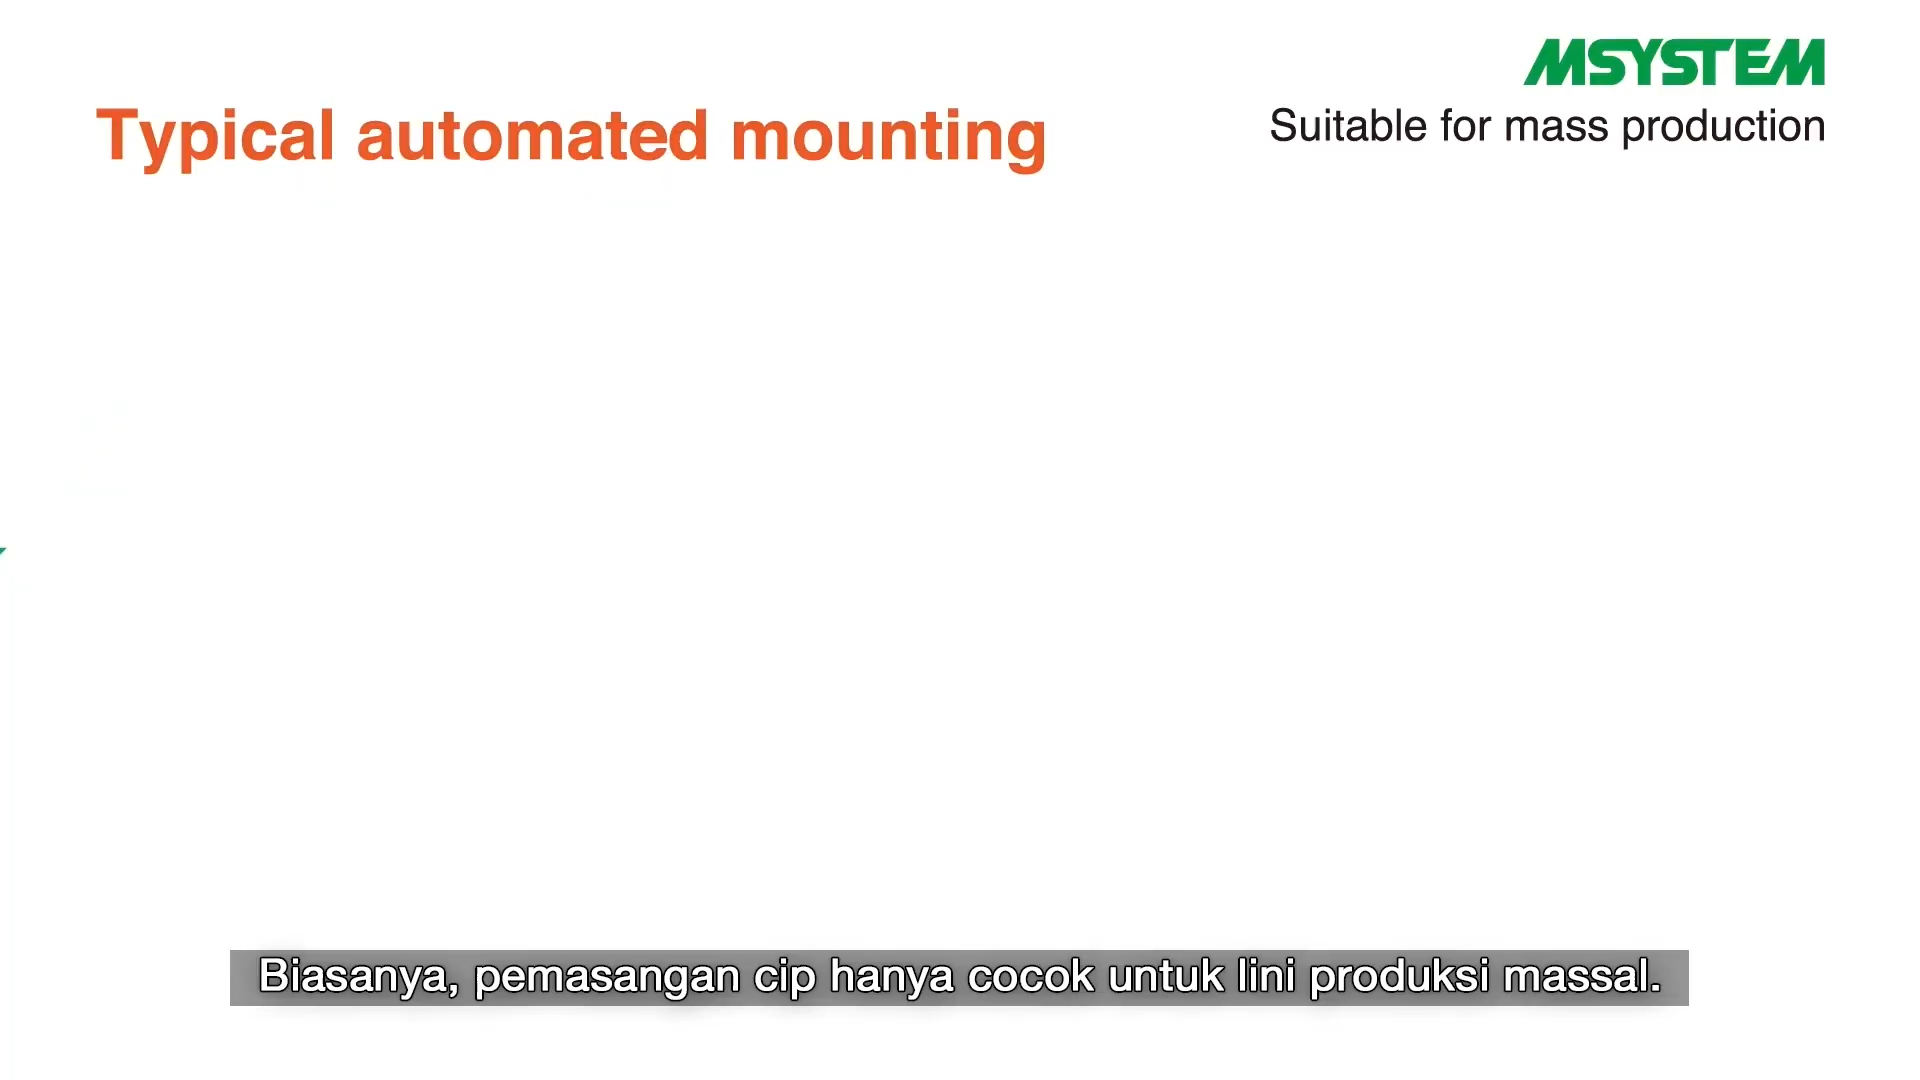 MSYSTEM
Typical automated mounting
Suitable for mass production
Biasanya, pemasangan cip hanya cocok untuk lini produksi massal.